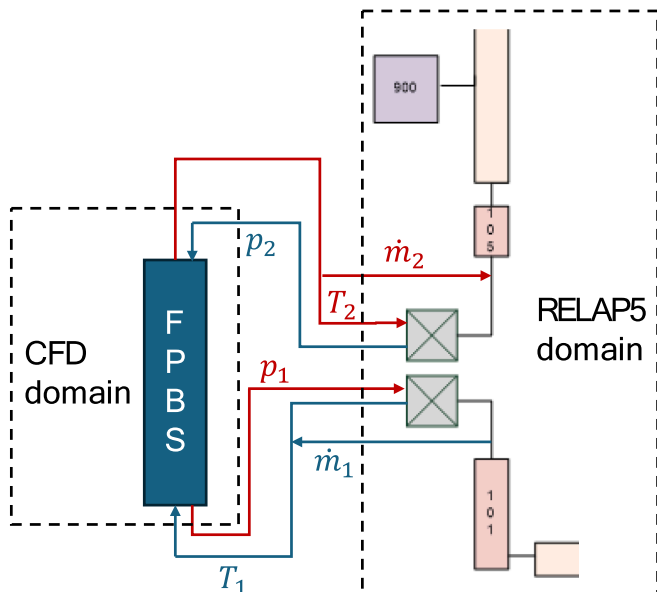 900
1
0
5
p₂
ṁ₂
T₂
RELAP5
domain
F
P
B
S
CFD
domain
p₁
ṁ₁
1
0
1
T₁